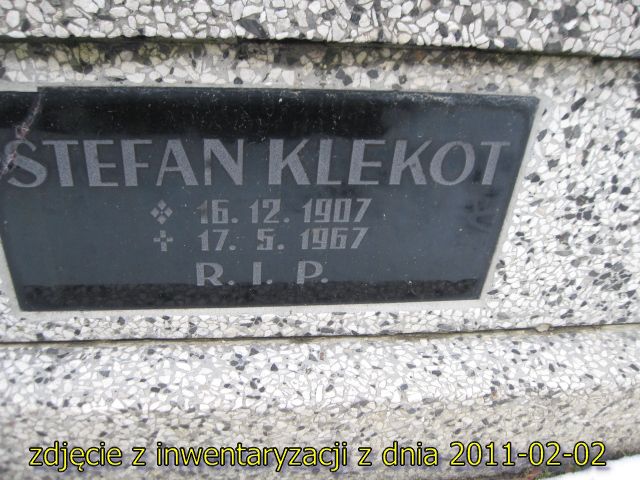 STEFAN KLEKOT
16. 12. 1907
17. 5. 1967
R. I. P.
zdjęcie z inwentaryzacji z dnia 2011-02-02